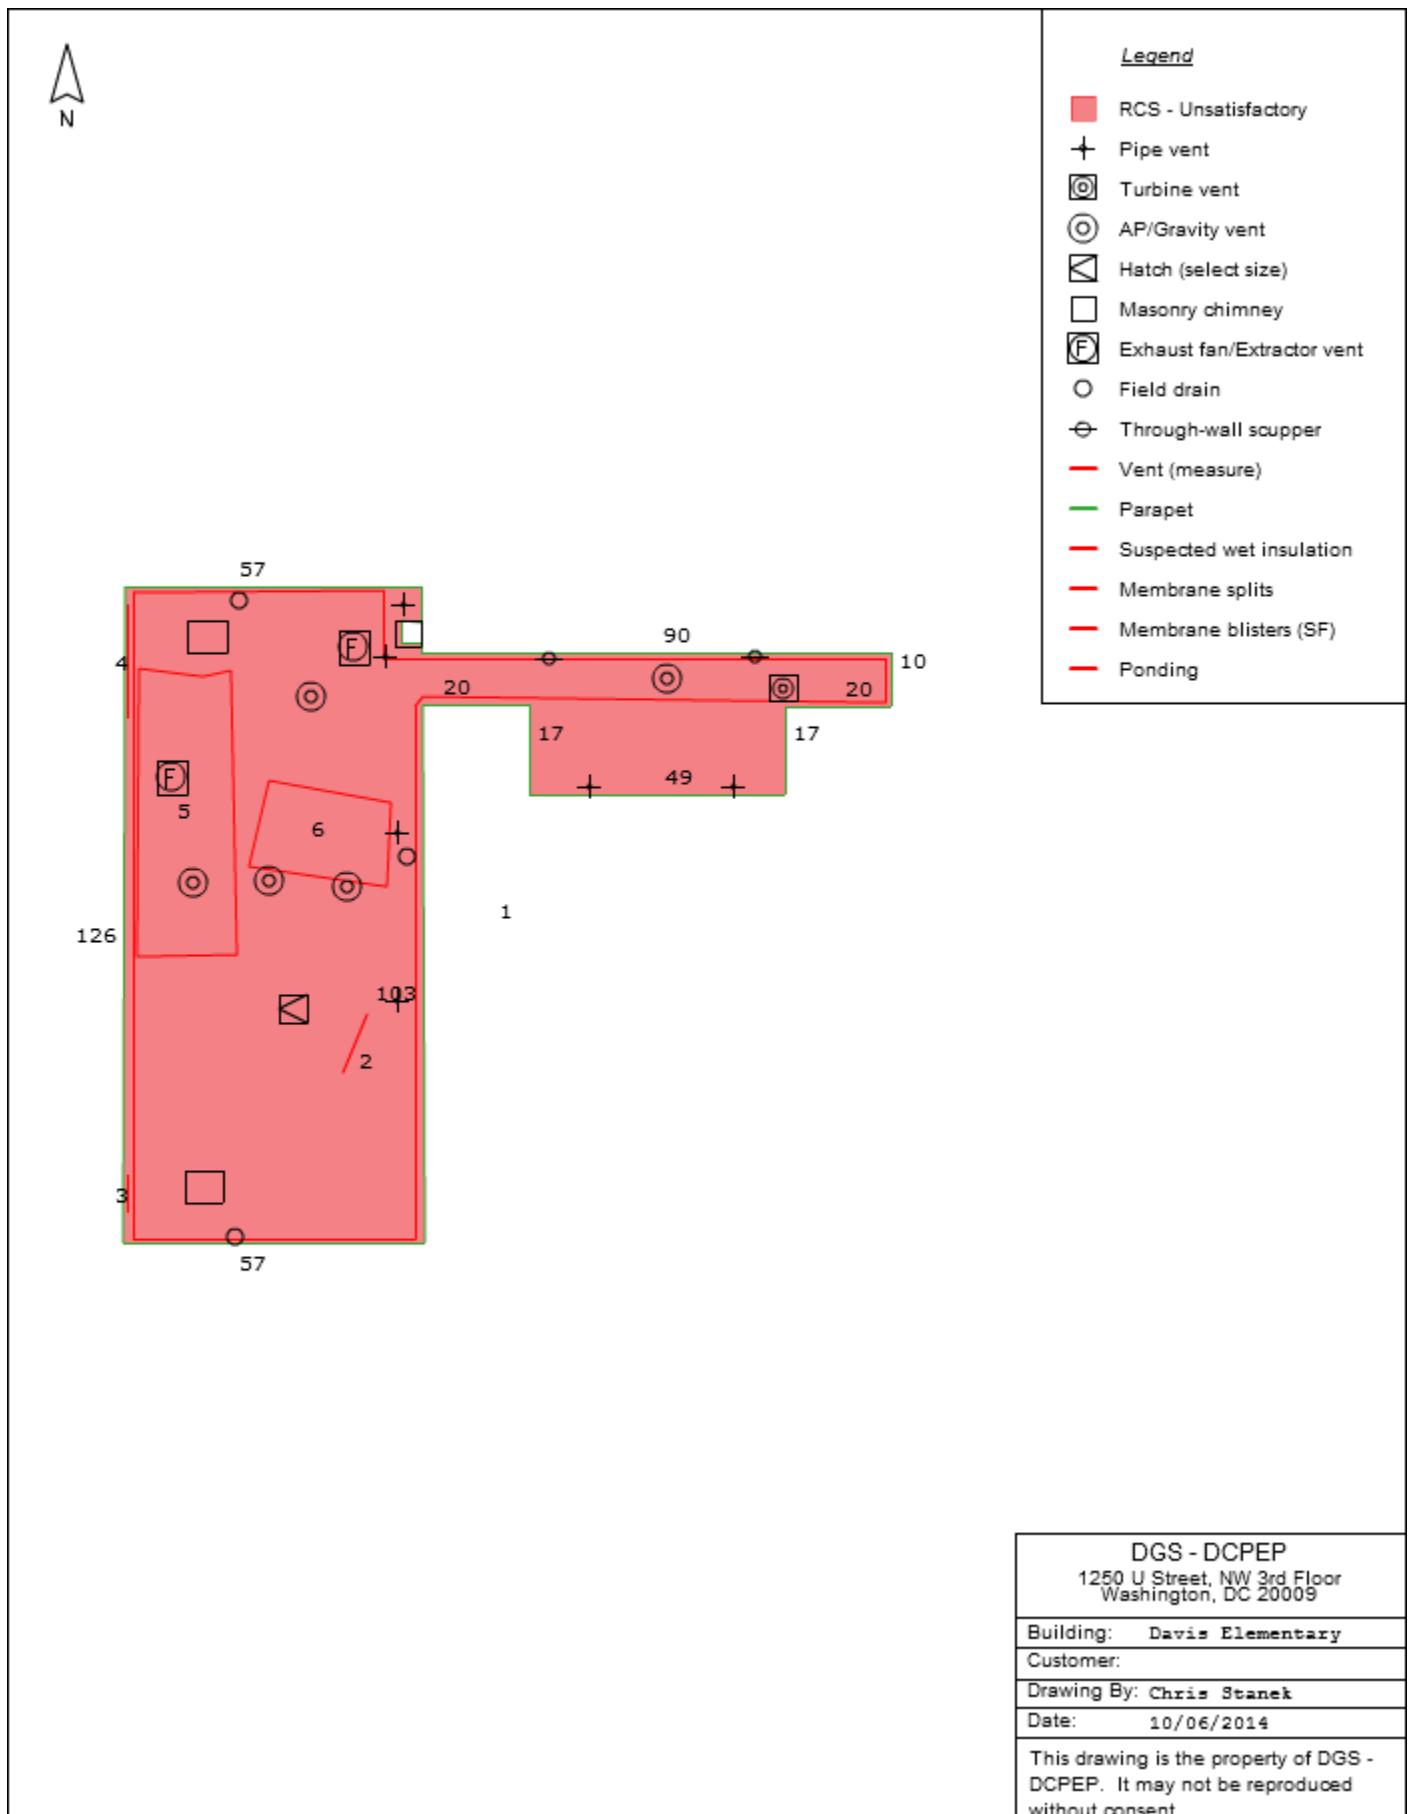 N
Legend
RCS - Unsatisfactory
Pipe vent
Turbine vent
AP/Gravity vent
Hatch (select size)
Masonry chimney
F Exhaust fan/Extractor vent
Field drain
Through-wall scupper
Vent (measure)
Parapet
Suspected wet insulation
Membrane splits
Membrane blisters (SF)
Ponding
57
90
4
F
10
20
20
17
17
F
49
5
6
1
126
103
2
3
57
DGS - DCPEP
1250 U Street, NW 3rd Floor
Washington, DC 20009
Building: Davis Elementary
Customer:
Drawing By: Chris Stanek
Date: 10/06/2014
This drawing is the property of DGS -
DCPEP. It may not be reproduced
without consent